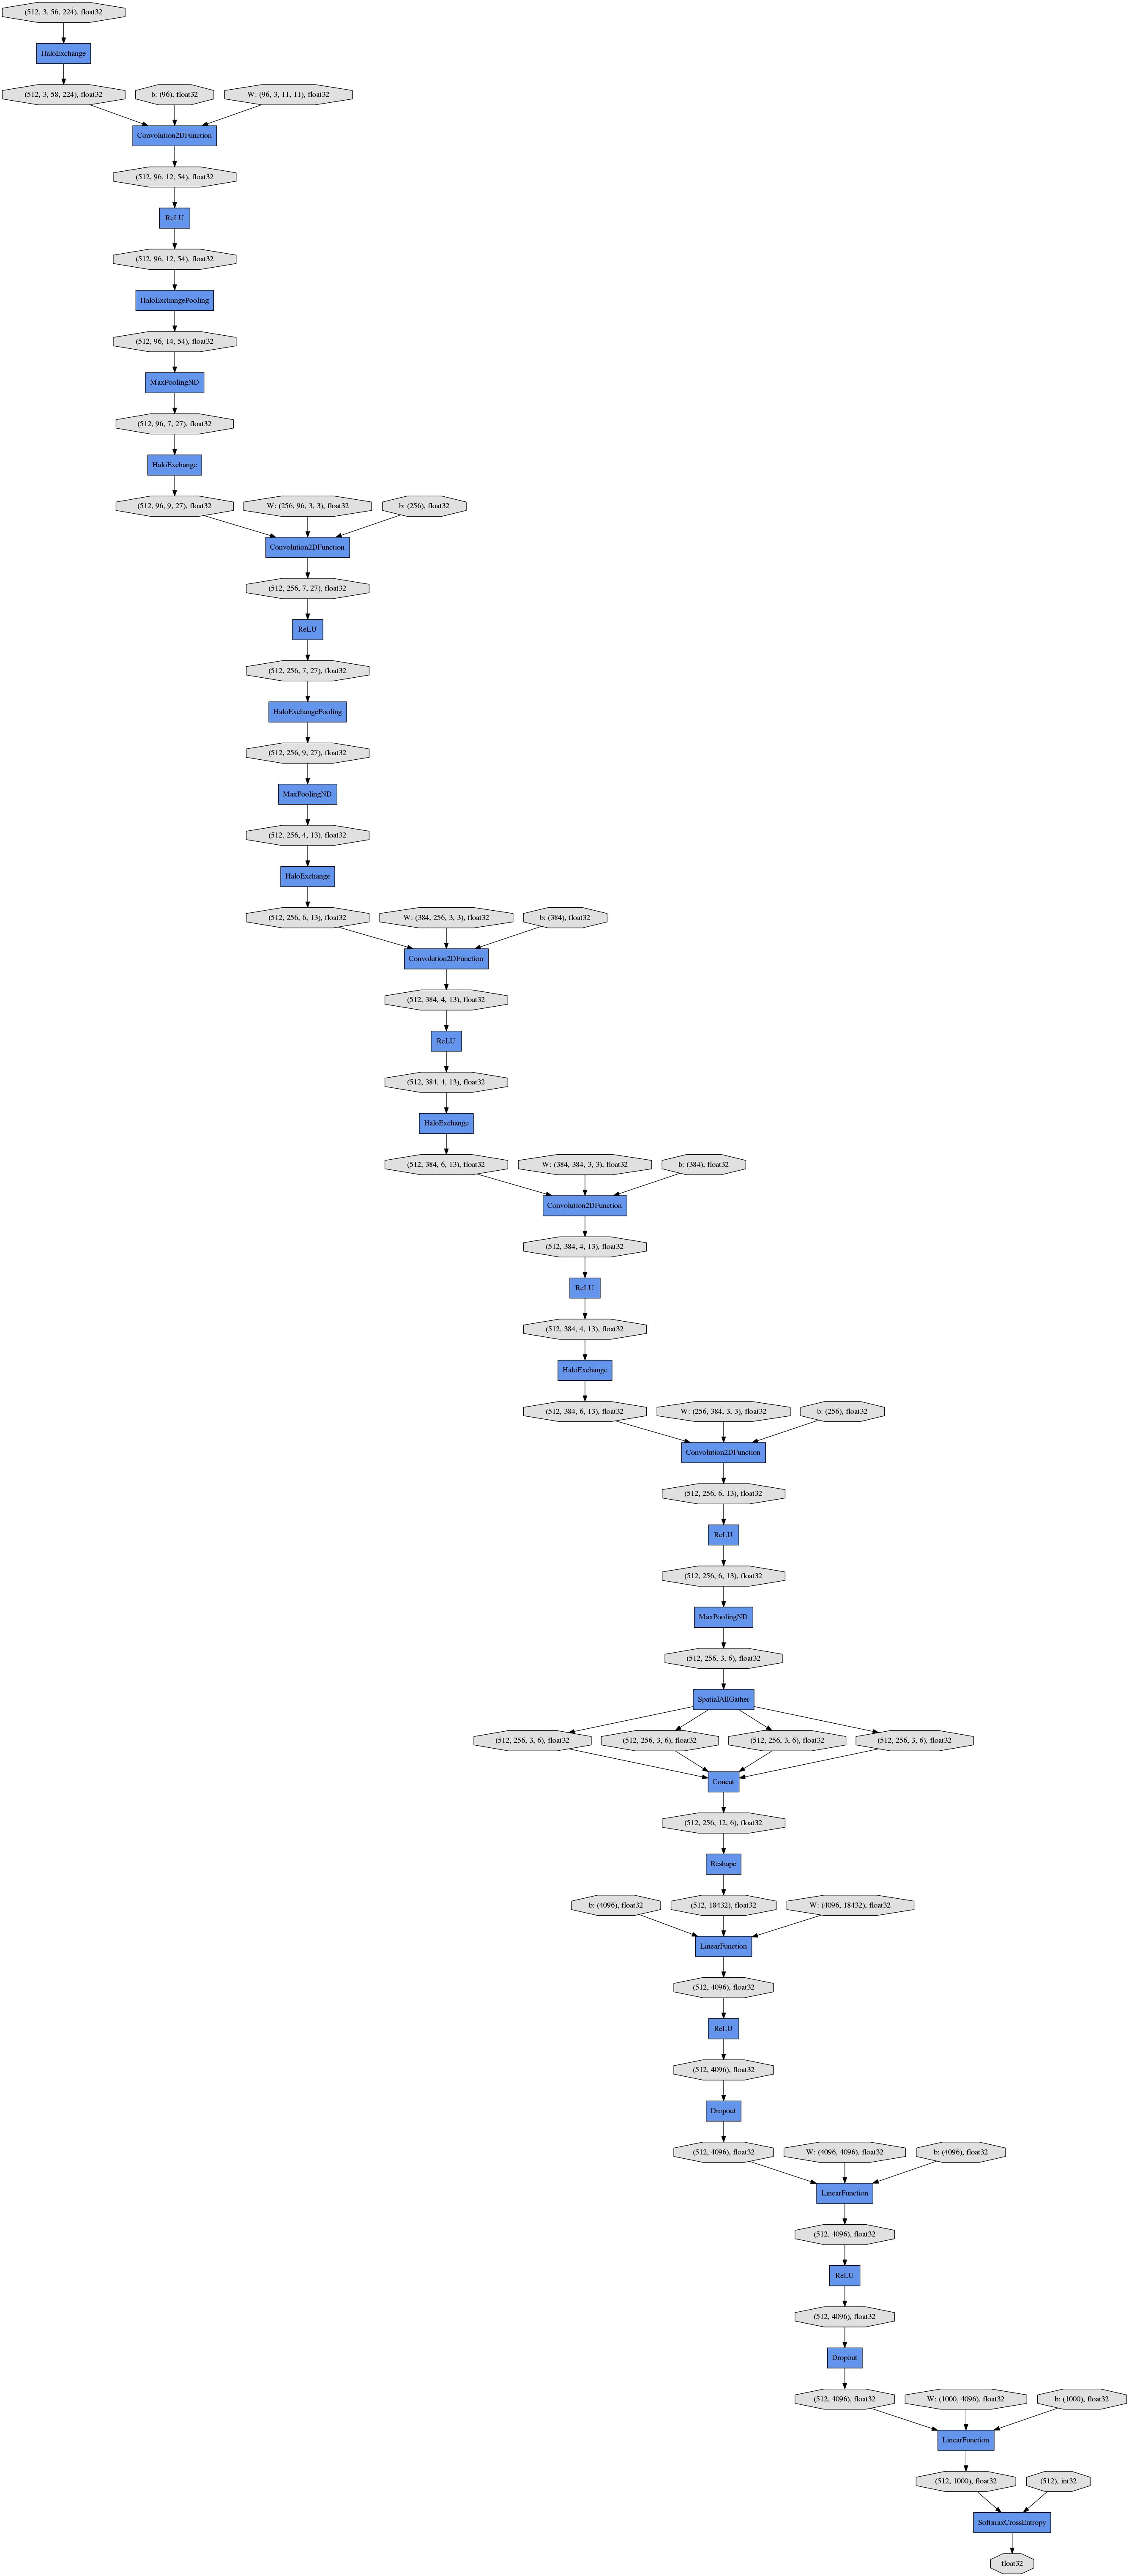 (512, 3, 56, 224), float32
HaloExchange
(512, 3, 58, 224), float32
b: (96), float32
W: (96, 3, 11, 11), float32
Convolution2DFunction
(512, 96, 12, 54), float32
ReLU
(512, 96, 12, 54), float32
HaloExchangePooling
(512, 96, 14, 54), float32
MaxPoolingND
(512, 96, 7, 27), float32
HaloExchange
(512, 96, 9, 27), float32
W: (256, 96, 3, 3), float32
b: (256), float32
Convolution2DFunction
(512, 256, 7, 27), float32
ReLU
(512, 256, 7, 27), float32
HaloExchangePooling
(512, 256, 9, 27), float32
MaxPoolingND
(512, 256, 4, 13), float32
HaloExchange
(512, 256, 6, 13), float32
W: (384, 256, 3, 3), float32
b: (384), float32
Convolution2DFunction
(512, 384, 4, 13), float32
ReLU
(512, 384, 4, 13), float32
HaloExchange
(512, 384, 6, 13), float32
W: (384, 384, 3, 3), float32
b: (384), float32
Convolution2DFunction
(512, 384, 4, 13), float32
ReLU
(512, 384, 4, 13), float32
HaloExchange
(512, 384, 6, 13), float32
W: (256, 384, 3, 3), float32
b: (256), float32
Convolution2DFunction
(512, 256, 6, 13), float32
ReLU
(512, 256, 6, 13), float32
MaxPoolingND
(512, 256, 3, 6), float32
SpatialAllGather
(512, 256, 3, 6), float32
(512, 256, 3, 6), float32
(512, 256, 3, 6), float32
(512, 256, 3, 6), float32
Concat
(512, 256, 12, 6), float32
Reshape
b: (4096), float32
(512, 18432), float32
W: (4096, 18432), float32
LinearFunction
(512, 4096), float32
ReLU
(512, 4096), float32
Dropout
(512, 4096), float32
W: (4096, 4096), float32
b: (4096), float32
LinearFunction
(512, 4096), float32
ReLU
(512, 4096), float32
Dropout
(512, 4096), float32
W: (1000, 4096), float32
b: (1000), float32
LinearFunction
(512, 1000), float32
(512), int32
SoftmaxCrossEntropy
float32